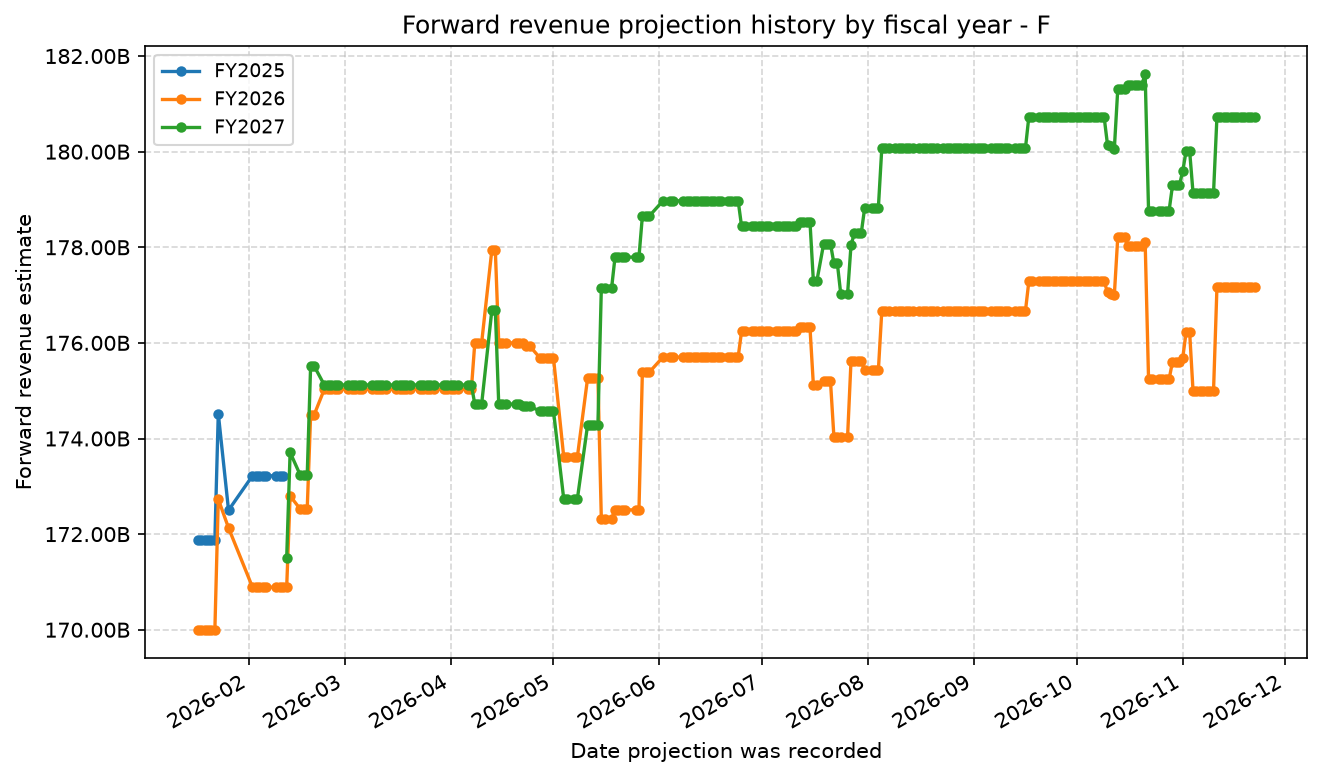 Forward revenue projection history by fiscal year - F
FY2025
FY2026
FY2027
Forward revenue estimate
182.00B
180.00B
178.00B
176.00B
174.00B
172.00B
170.00B
2026-02
2026-03
2026-04
2026-05
2026-06
2026-07
2026-08
2026-09
2026-10
2026-11
2026-12
Date projection was recorded